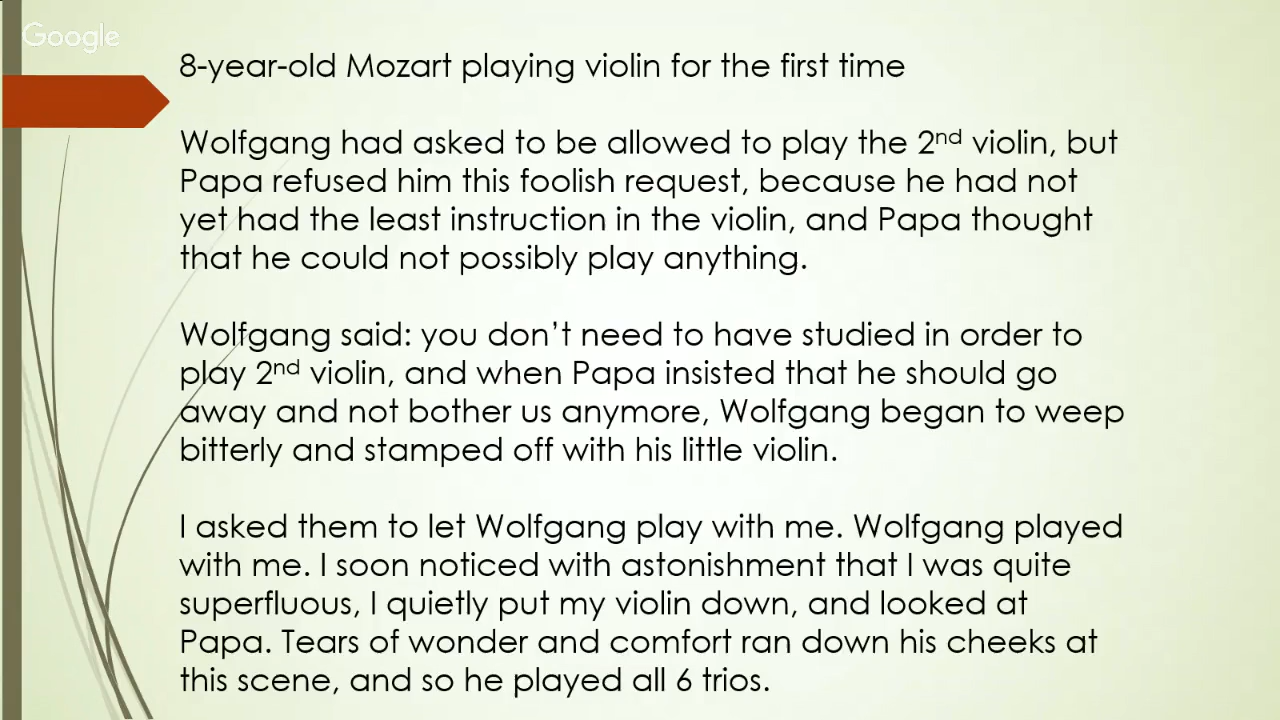 Google
8-year-old Mozart playing violin for the first time
Wolfgang had asked to be allowed to play the 2nd violin, but
Papa refused him this foolish request, because he had not
yet had the least instruction in the violin, and Papa thought
that he could not possibly play anything.
Wolfgang said: you don’t need to have studied in order to
play 2nd violin, and when Papa insisted that he should go
away and not bother us anymore, Wolfgang began to weep
bitterly and stamped off with his little violin.
I asked them to let Wolfgang play with me. Wolfgang played
with me. I soon noticed with astonishment that I was quite
superfluous, I quietly put my violin down, and looked at
Papa. Tears of wonder and comfort ran down his cheeks at
this scene, and so he played all 6 trios.